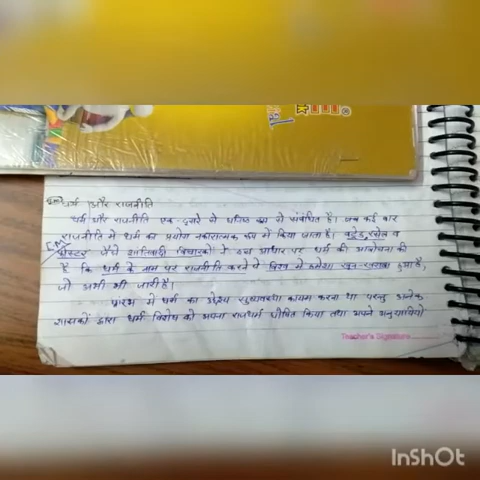 धर्म और राजनीति
धर्म और राजनीति एक-दूसरे से घनिष्ठ रूप से संबंधित है। जब कई बार
राजनीति में धर्म का प्रयोग नकारात्मक रूप में किया जाता है। बर्ट्रेंड रसेल व
जैसे शांतिवादी विचारकों ने इस आधार पर धर्म की आलोचना की
है कि धर्म के नाम पर राजनीति करने से विश्व में हमेशा खून-खराबा हुआ है,
जो अभी भी जारी है।
प्रारंभ में धर्म का उद्देश्य सुव्यवस्था कायम करना था परन्तु अनेक
शासकों द्वारा धर्म विशेष को अपना राजधर्म घोषित किया तथा अपने अनुयायियों
Teacher's Signature
InShOt